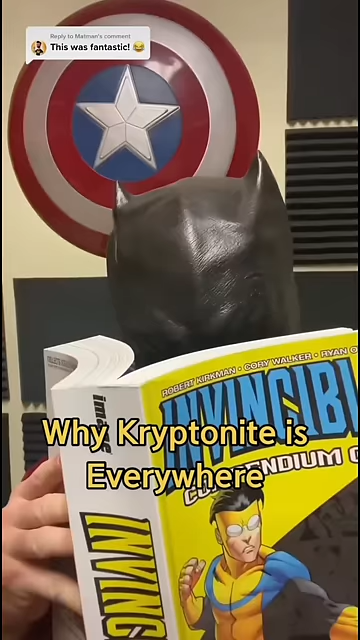 Reply to Matman's comment
This was fantastic! 😂
ROBERT KIRKMAN • CORY WALKER • RYAN O
INVINCIBL
Why Kryptonite is
Everywhere
image
INVINC